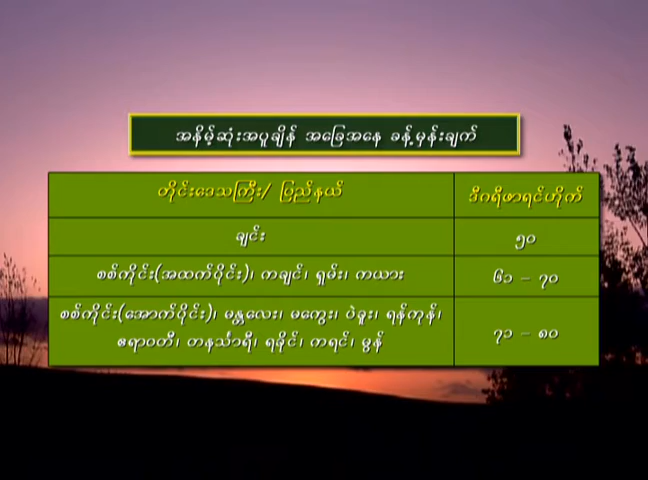 အနိမ့်ဆုံးအပူချိန် အခြေအနေ ခန့်မှန်းချက်
တိုင်းဒေသကြီး/ ပြည်နယ်
ဒီဂရီဖာရင်ဟိုက်
ချင်း
၅၀
စစ်ကိုင်း(အထက်ပိုင်း)၊ ကချင်၊ ရှမ်း၊ ကယား
၆၁ – ၇၀
စစ်ကိုင်း(အောက်ပိုင်း)၊ မန္တလေး၊ မကွေး၊ ပဲခူး၊ ရန်ကုန်၊
ဧရာဝတီ၊ တနင်္သာရီ၊ ရခိုင်၊ ကရင်၊ မွန်
၇၁ – ၈၀